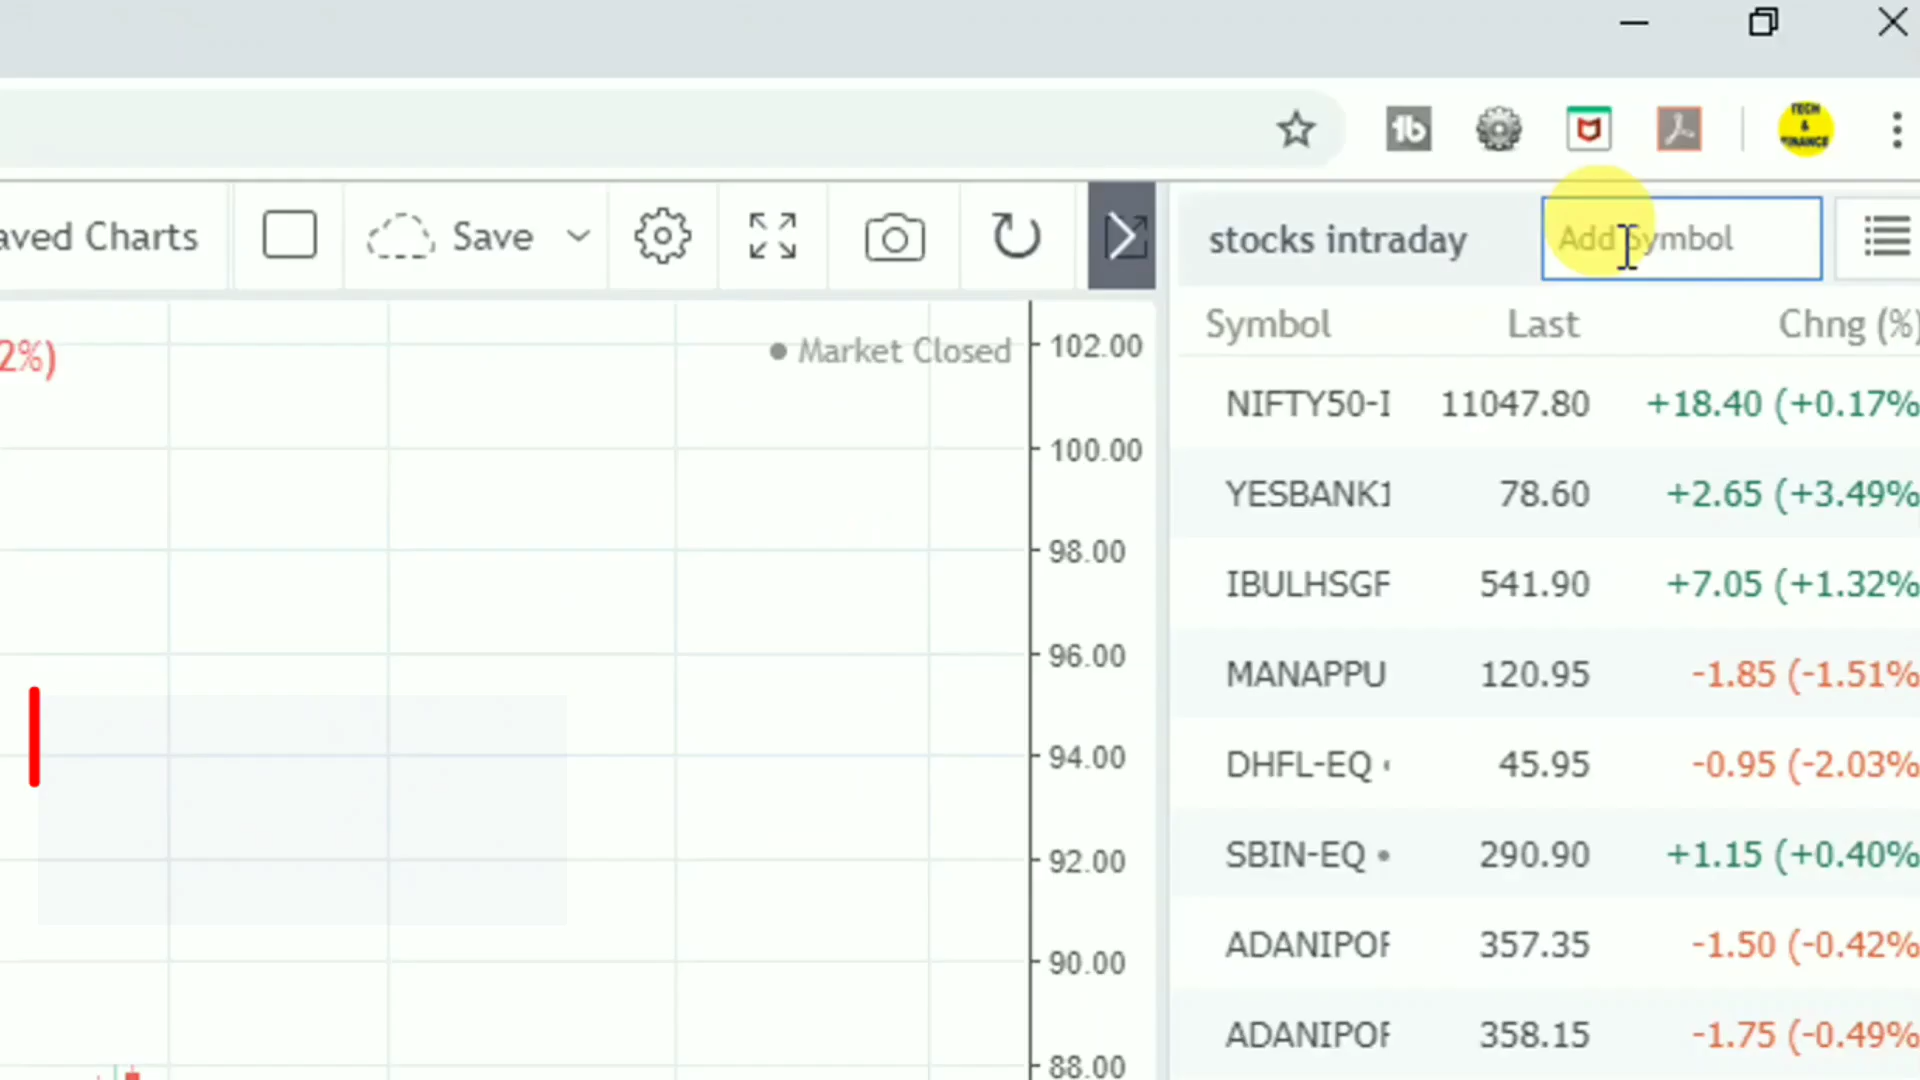 TECH
&
FINANCE
aved Charts
Save
stocks intraday
Add Symbol
2%)
Market Closed
102.00
100.00
98.00
96.00
94.00
92.00
90.00
88.00
Symbol Last Chng (%)
NIFTY50-I 11047.80 +18.40 (+0.17%
YESBANK1 78.60 +2.65 (+3.49%
IBULHSGF 541.90 +7.05 (+1.32%
MANAPPU 120.95 -1.85 (-1.51%
DHFL-EQ 45.95 -0.95 (-2.03%
SBIN-EQ • 290.90 +1.15 (+0.40%
ADANIPOF 357.35 -1.50 (-0.42%
ADANIPOF 358.15 -1.75 (-0.49%